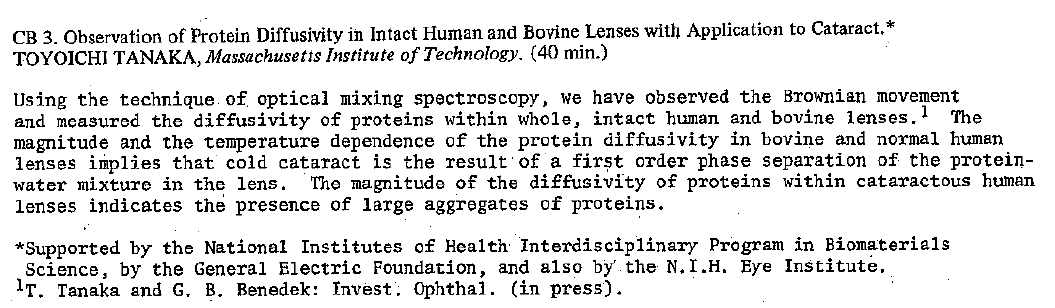 CB 3. Observation of Protein Diffusivity in Intact Human and Bovine Lenses with Application to Cataract.*
TOYOICHI TANAKA, Massachusetts Institute of Technology. (40 min.)
Using the technique of optical mixing spectroscopy, we have observed the Brownian movement
and measured the diffusivity of proteins within whole, intact human and bovine lenses.1 The
magnitude and the temperature dependence of the protein diffusivity in bovine and normal human
lenses implies that cold cataract is the result of a first order phase separation of the protein-
water mixture in the lens. The magnitude of the diffusivity of proteins within cataractous human
lenses indicates the presence of large aggregates of proteins.
*Supported by the National Institutes of Health Interdisciplinary Program in Biomaterials
Science, by the General Electric Foundation, and also by the N.I.H. Eye Institute.
1T. Tanaka and G. B. Benedek: Invest. Ophthal. (in press).